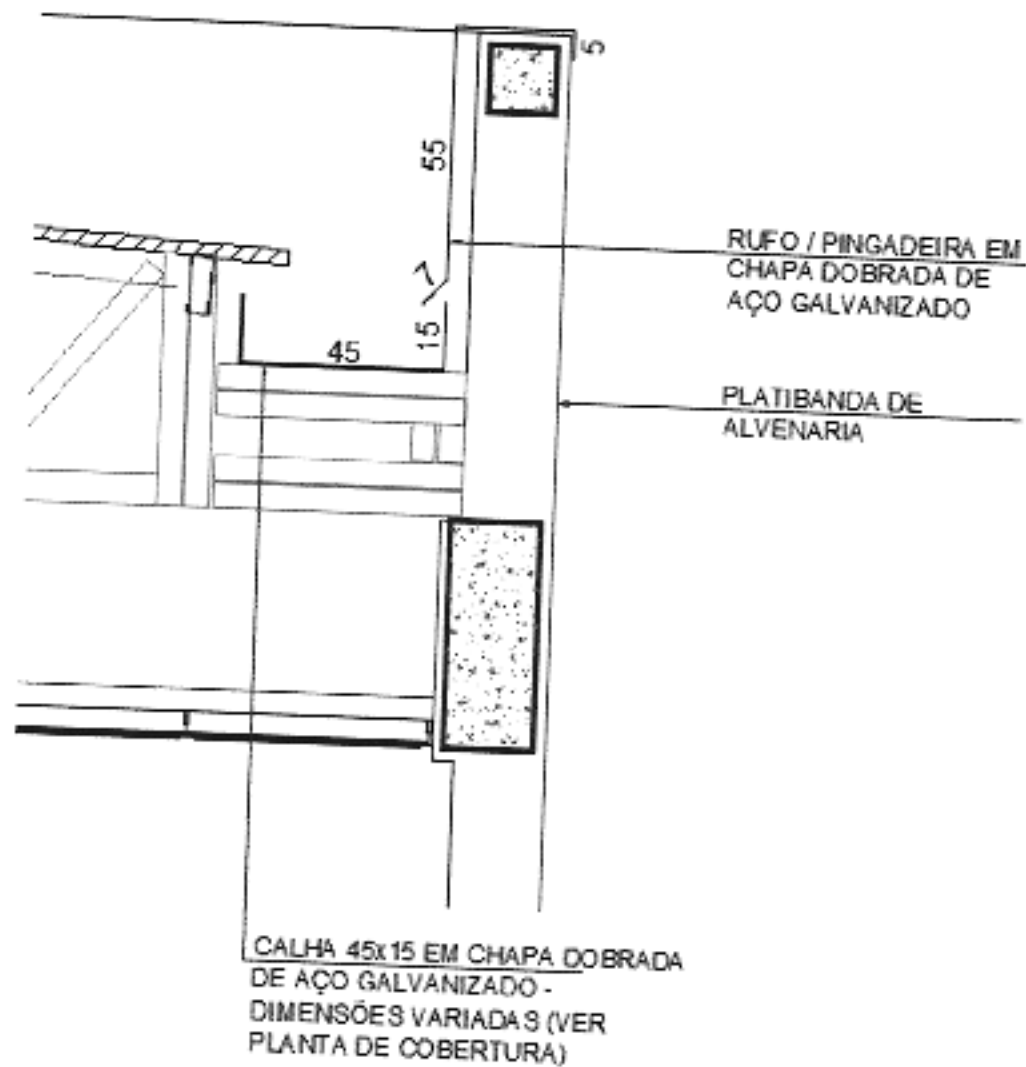 5
55
RUFO / PINGADEIRA EM
CHAPA DOBRADA DE
AÇO GALVANIZADO
7
15
45
PLATIBANDA DE
ALVENARIA
CALHA 45x15 EM CHAPA DOBRADA
DE AÇO GALVANIZADO -
DIMENSÕES VARIADAS (VER
PLANTA DE COBERTURA)